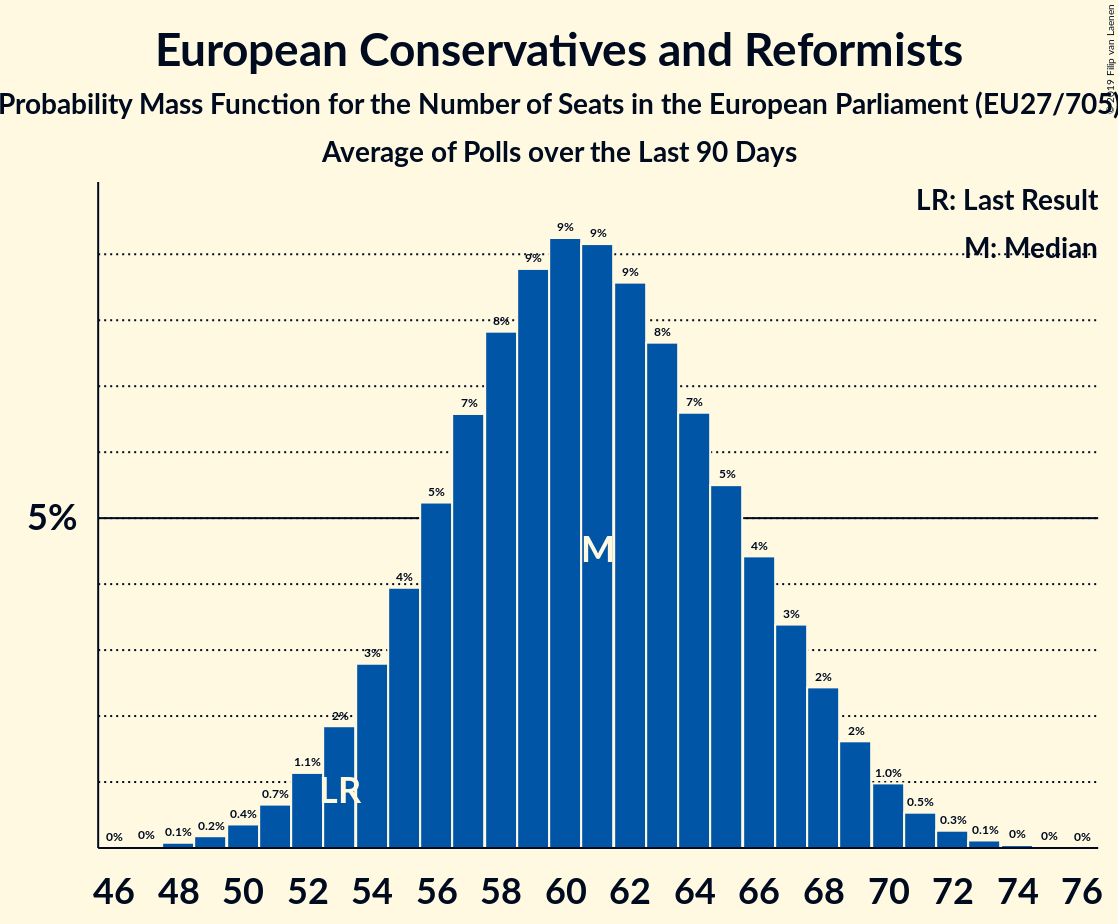 European Conservatives and Reformists
Probability Mass Function for the Number of Seats in the European Parliament (EU27/705)
Average of Polls over the Last 90 Days
© 2019 Filip van Laenen
LR: Last Result
M: Median
5%
0% 0% 0.1% 0.2% 0.4% 0.7% 1.1% 2% 3% 4% 5% 7% 8% 9% 9% 9% 9% 8% 7% 5% 4% 3% 2% 2% 1.0% 0.5% 0.3% 0.1% 0% 0% 0%
M
LR
46 48 50 52 54 56 58 60 62 64 66 68 70 72 74 76